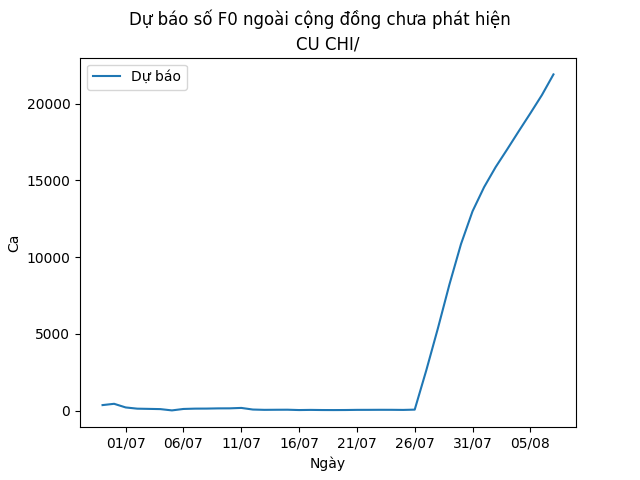 Dự báo số F0 ngoài cộng đồng chưa phát hiện
CU CHI/
Dự báo
20000
15000
10000
5000
0
Ca
01/07 06/07 11/07 16/07 21/07 26/07 31/07 05/08
Ngày